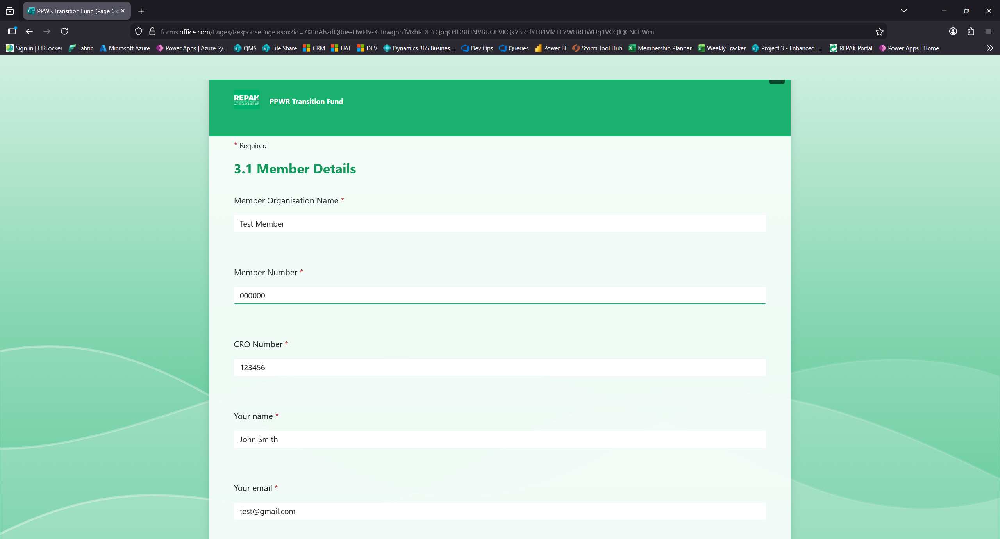 PPWR Transition Fund (Page 6 o
forms.office.com/Pages/ResponsePage.aspx?id=7K0nAhzdQ0ue-Hwt4v-KHnwgnhfMxhRDtPrQpqO4D8tUNVBUOFVKQkY3RElYT01VMTFYWURHWDg1VCQlQCN0PWcu
Sign in | HRLocker Fabric Microsoft Azure Power Apps | Azure Sy... QMS File Share CRM UAT DEV Dynamics 365 Busines... Dev Ops Queries Power BI Storm Tool Hub Membership Planner Weekly Tracker Project 3 - Enhanced ... REPAK Portal Power Apps | Home
REPAK
PROUDLY SUPPORTING
A CIRCULAR ECONOMY
PPWR Transition Fund
* Required
3.1 Member Details
Member Organisation Name *
Test Member
Member Number *
000000
CRO Number *
123456
Your name *
John Smith
Your email *
test@gmail.com